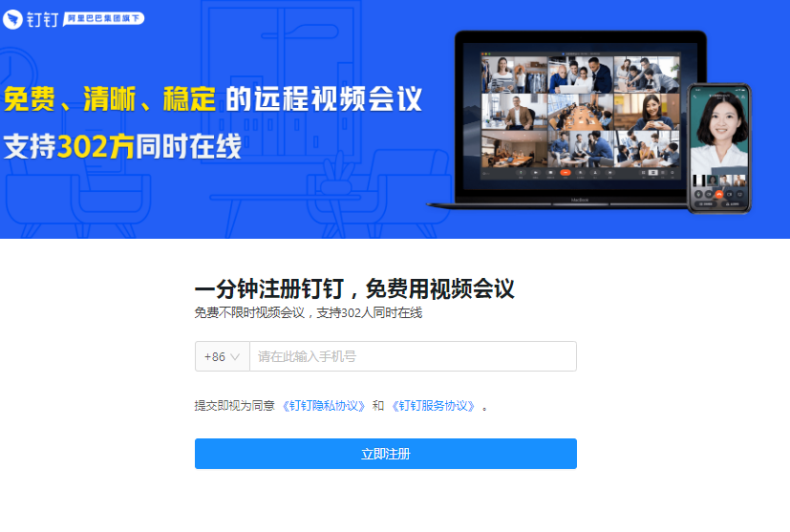 钉钉 阿里巴巴集团旗下
免费、清晰、稳定 的远程视频会议
支持302方同时在线
MacBook
一分钟注册钉钉，免费用视频会议
免费不限时视频会议，支持302人同时在线
+86 请在此输入手机号
提交即视为同意 《钉钉隐私协议》 和 《钉钉服务协议》 。
立即注册